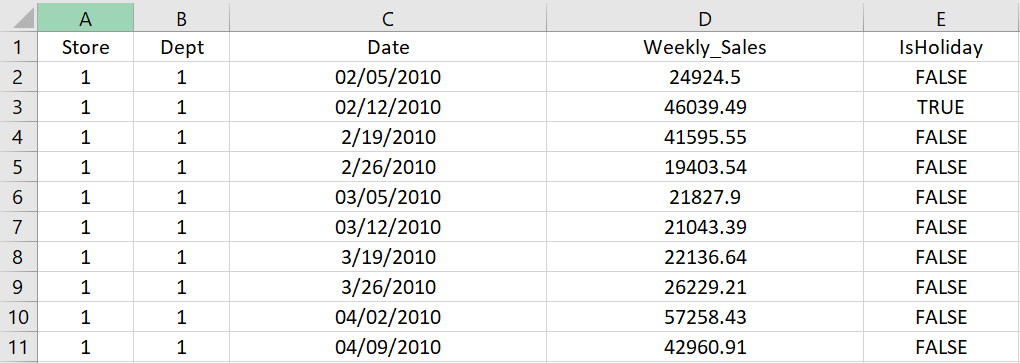 A B C D E
1 Store Dept Date Weekly_Sales IsHoliday
2 1 1 02/05/2010 24924.5 FALSE
3 1 1 02/12/2010 46039.49 TRUE
4 1 1 2/19/2010 41595.55 FALSE
5 1 1 2/26/2010 19403.54 FALSE
6 1 1 03/05/2010 21827.9 FALSE
7 1 1 03/12/2010 21043.39 FALSE
8 1 1 3/19/2010 22136.64 FALSE
9 1 1 3/26/2010 26229.21 FALSE
10 1 1 04/02/2010 57258.43 FALSE
11 1 1 04/09/2010 42960.91 FALSE